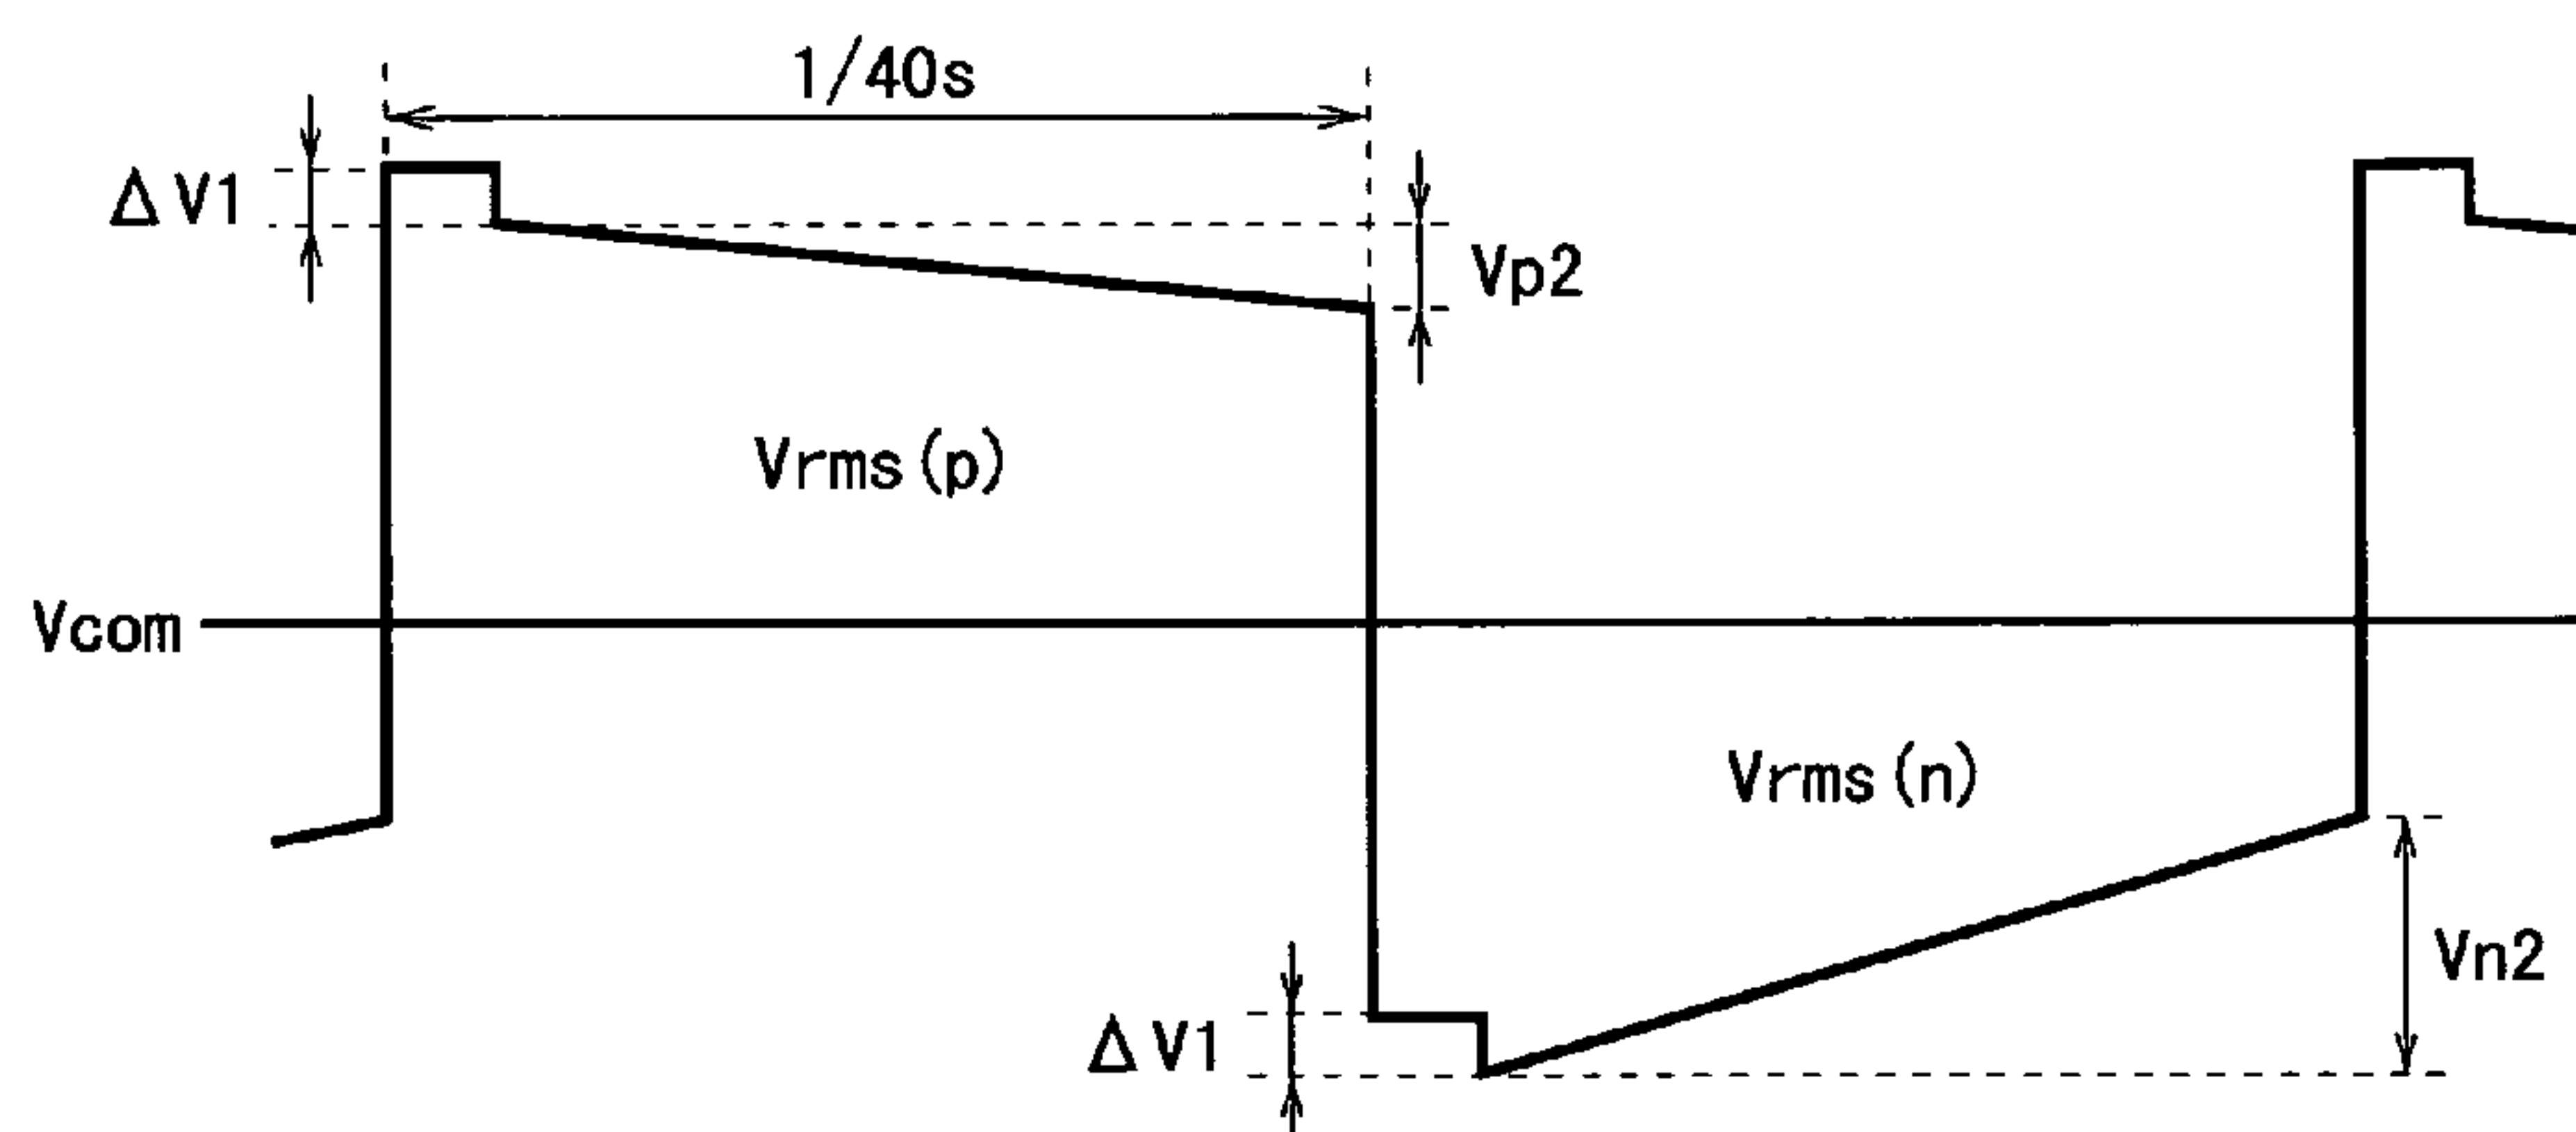 1/40s
ΔV1
Vp2
Vrms(p)
Vcom
Vrms(n)
Vn2
ΔV1